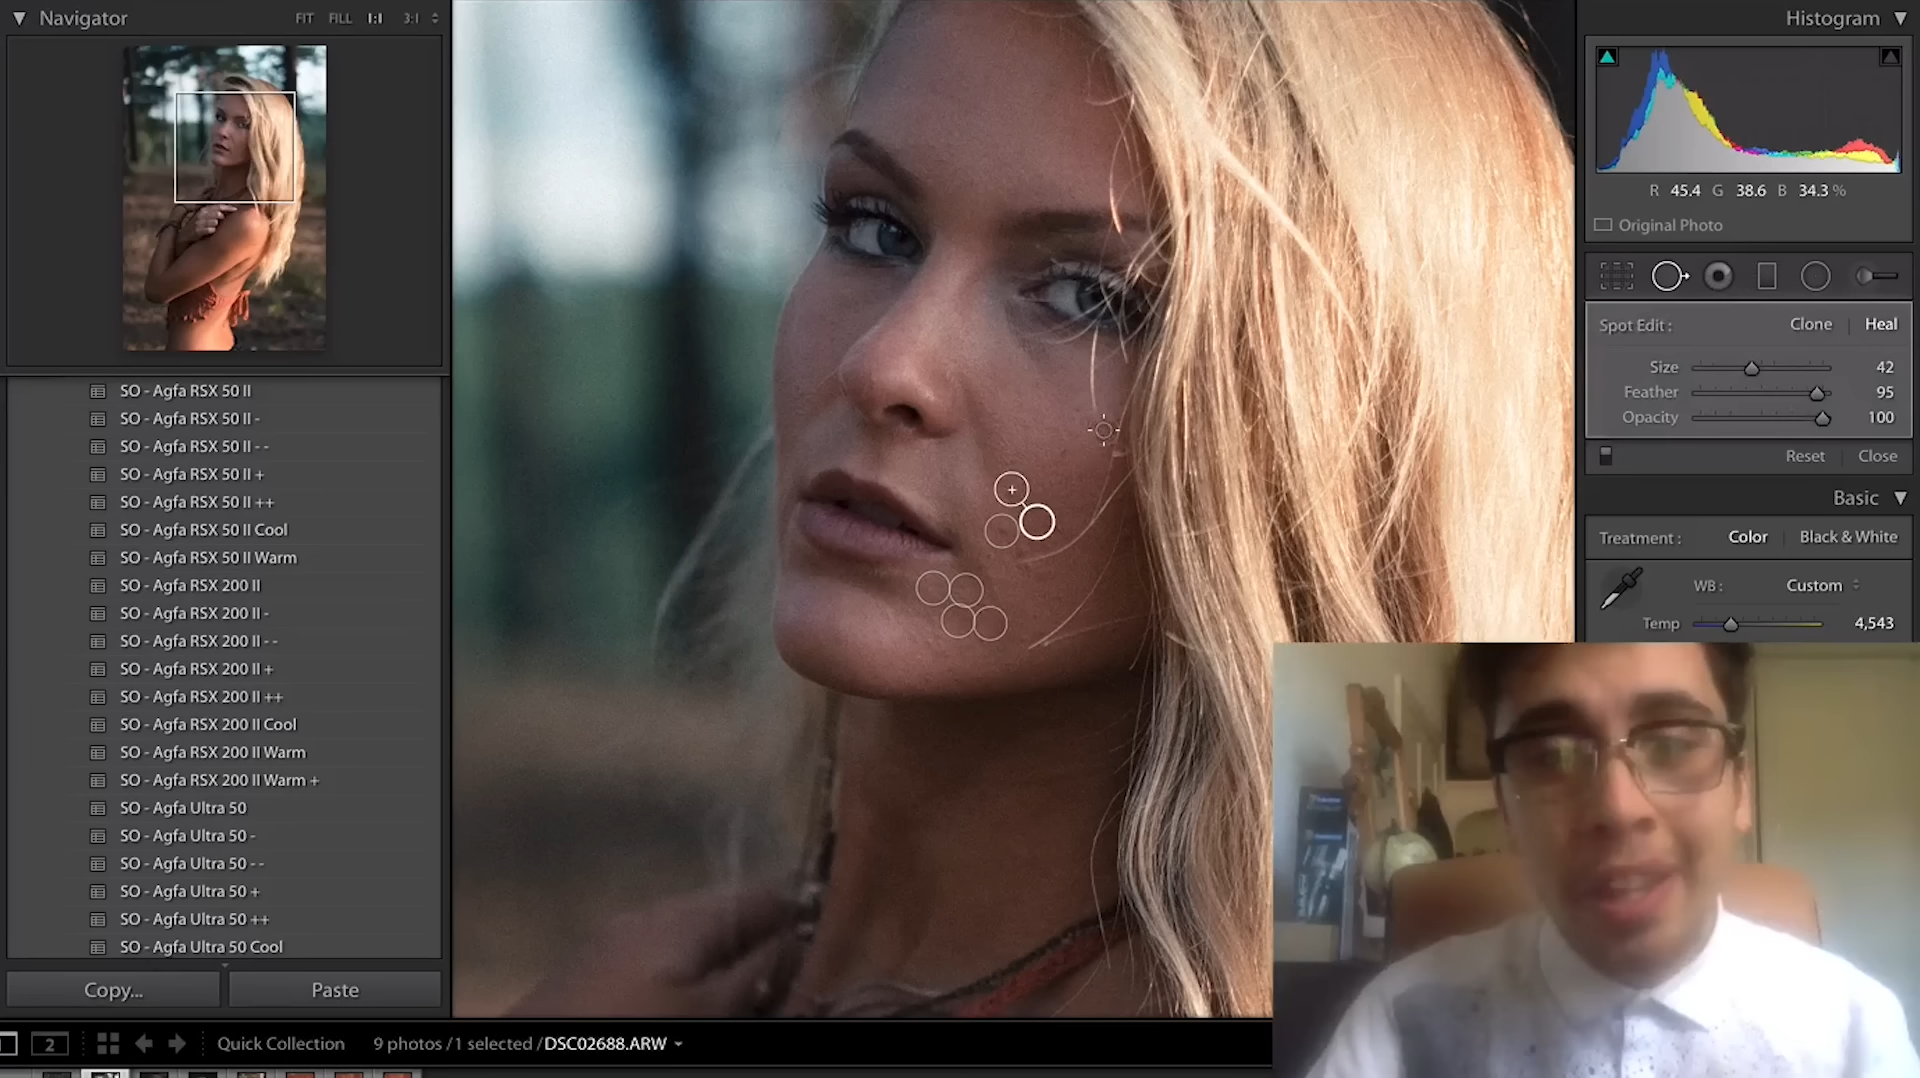 Navigator FIT FILL 1:1 3:1
SO - Agfa RSX 50 II
SO - Agfa RSX 50 II -
SO - Agfa RSX 50 II - -
SO - Agfa RSX 50 II +
SO - Agfa RSX 50 II ++
SO - Agfa RSX 50 II Cool
SO - Agfa RSX 50 II Warm
SO - Agfa RSX 200 II
SO - Agfa RSX 200 II -
SO - Agfa RSX 200 II - -
SO - Agfa RSX 200 II +
SO - Agfa RSX 200 II ++
SO - Agfa RSX 200 II Cool
SO - Agfa RSX 200 II Warm
SO - Agfa RSX 200 II Warm +
SO - Agfa Ultra 50
SO - Agfa Ultra 50 -
SO - Agfa Ultra 50 - -
SO - Agfa Ultra 50 +
SO - Agfa Ultra 50 ++
SO - Agfa Ultra 50 Cool
Copy... Paste
2 Quick Collection 9 photos / 1 selected / DSC02688.ARW
Histogram
R 45.4 G 38.6 B 34.3 %
Original Photo
Spot Edit : Clone Heal
Size 42
Feather 95
Opacity 100
Reset Close
Basic
Treatment : Color Black & White
WB : Custom
Temp 4,543